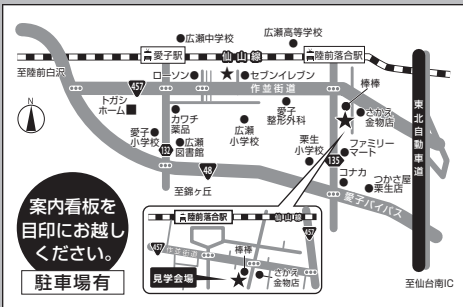 広瀬中学校
広瀬高等学校
愛子駅
仙山線
陸前落合駅
至陸前白沢
ローソン
セブンイレブン
457
作並街道
棒棒
さかえ
金物店
トガシ
ホーム
カワチ
薬品
愛子
整形外科
N
愛子
小学校
広瀬
図書館
広瀬
小学校
栗生
小学校
ファミリー
マート
132
135
48
コナカ
つかさ屋
栗生店
東北自動車道
至錦ヶ丘
愛子バイパス
案内看板を
目印にお越し
ください。
駐車場有
陸前落合駅
仙山線
457
457
作並街道
棒棒
見学会場
さかえ
金物店
至仙台南IC